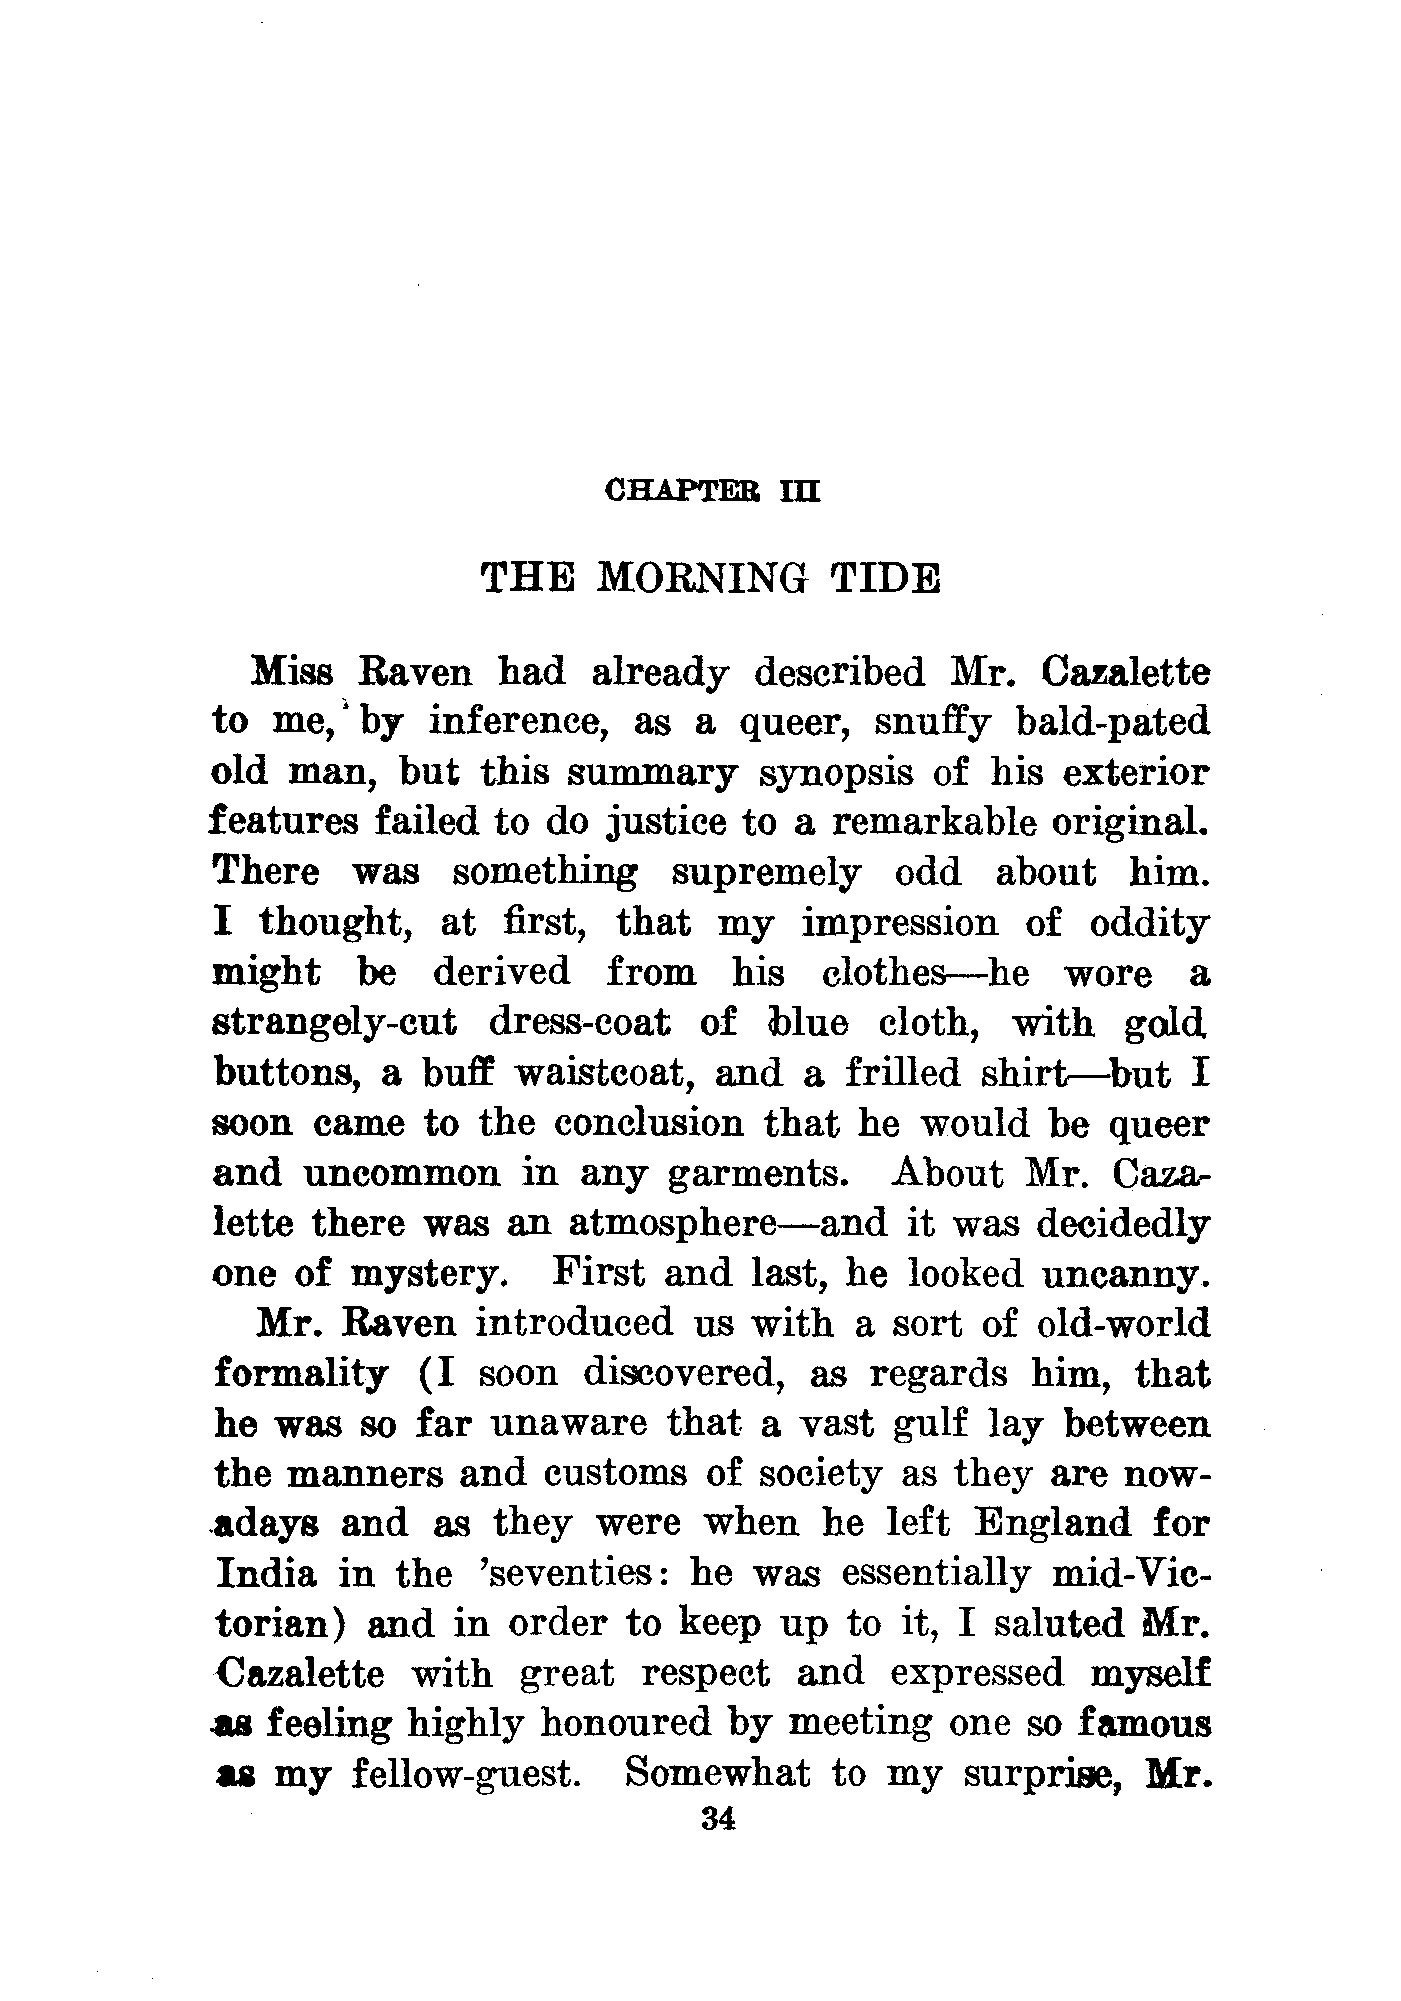 CHAPTER III
THE MORNING TIDE
Miss Raven had already described Mr. Cazalette
to me, by inference, as a queer, snuffy bald-pated
old man, but this summary synopsis of his exterior
features failed to do justice to a remarkable original.
There was something supremely odd about him.
I thought, at first, that my impression of oddity
might be derived from his clothes—he wore a
strangely-cut dress-coat of blue cloth, with gold
buttons, a buff waistcoat, and a frilled shirt—but I
soon came to the conclusion that he would be queer
and uncommon in any garments. About Mr. Caza-
lette there was an atmosphere—and it was decidedly
one of mystery. First and last, he looked uncanny.
Mr. Raven introduced us with a sort of old-world
formality (I soon discovered, as regards him, that
he was so far unaware that a vast gulf lay between
the manners and customs of society as they are now-
adays and as they were when he left England for
India in the ’seventies: he was essentially mid-Vic-
torian) and in order to keep up to it, I saluted Mr.
Cazalette with great respect and expressed myself
as feeling highly honoured by meeting one so famous
as my fellow-guest. Somewhat to my surprise, Mr.
34